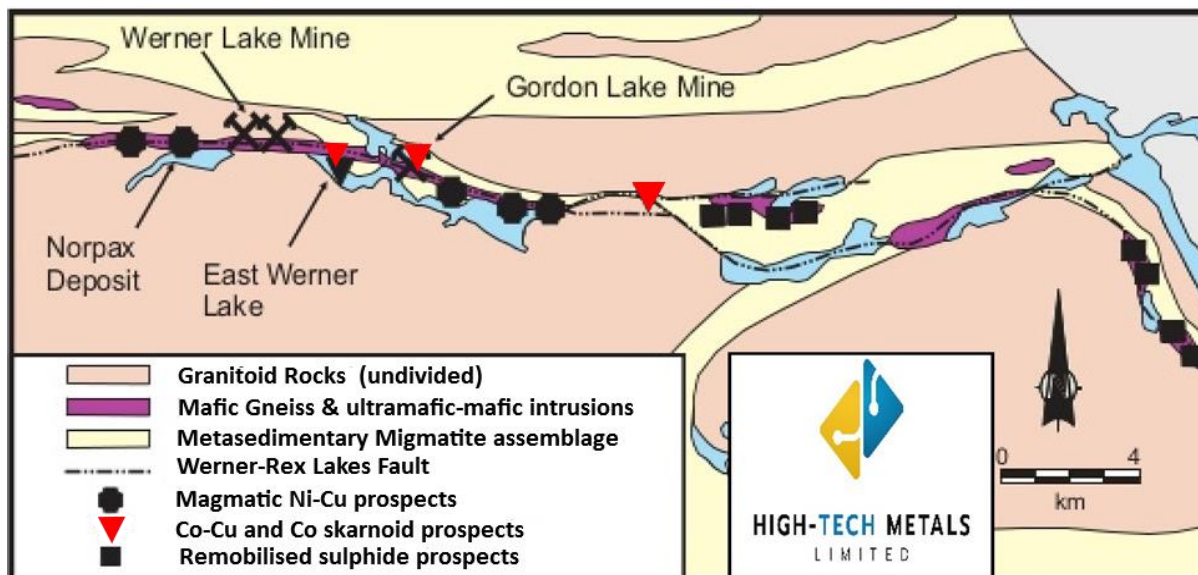 Werner Lake Mine
Gordon Lake Mine
Norpax
Deposit
East Werner
Lake
Granitoid Rocks (undivided)
Mafic Gneiss & ultramafic-mafic intrusions
Metasedimentary Migmatite assemblage
Werner-Rex Lakes Fault
Magmatic Ni-Cu prospects
Co-Cu and Co skarnoid prospects
Remobilised sulphide prospects
HIGH-TECH METALS
LIMITED
0 4
km